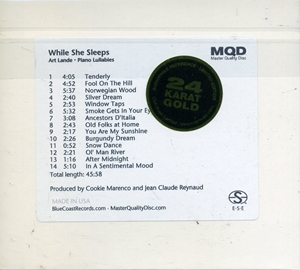 While She Sleeps
Art Lande • Piano Lullabies
MQD
Master Quality Disc
1 4:05 Tenderly
2 4:52 Fool On The Hill
3 5:37 Norwegian Wood
4 2:40 Silver Dream
5 2:53 Window Taps
6 5:32 Smoke Gets In Your Ey
7 3:08 Ancestors D'Italia
8 2:43 Old Folks at Home
9 2:17 You Are My Sunshine
10 2:26 Burgundy Dream
11 0:52 Snow Dance
12 2:21 Ol' Man River
13 1:16 After Midnight
14 5:10 In A Sentimental Mood
Total length: 45:58
24
KARAT
GOLD
Produced by Cookie Marenco and Jean Claude Reynaud
MADE IN USA
BlueCoastRecords.com - MasterQualityDisc.com
E-S-E